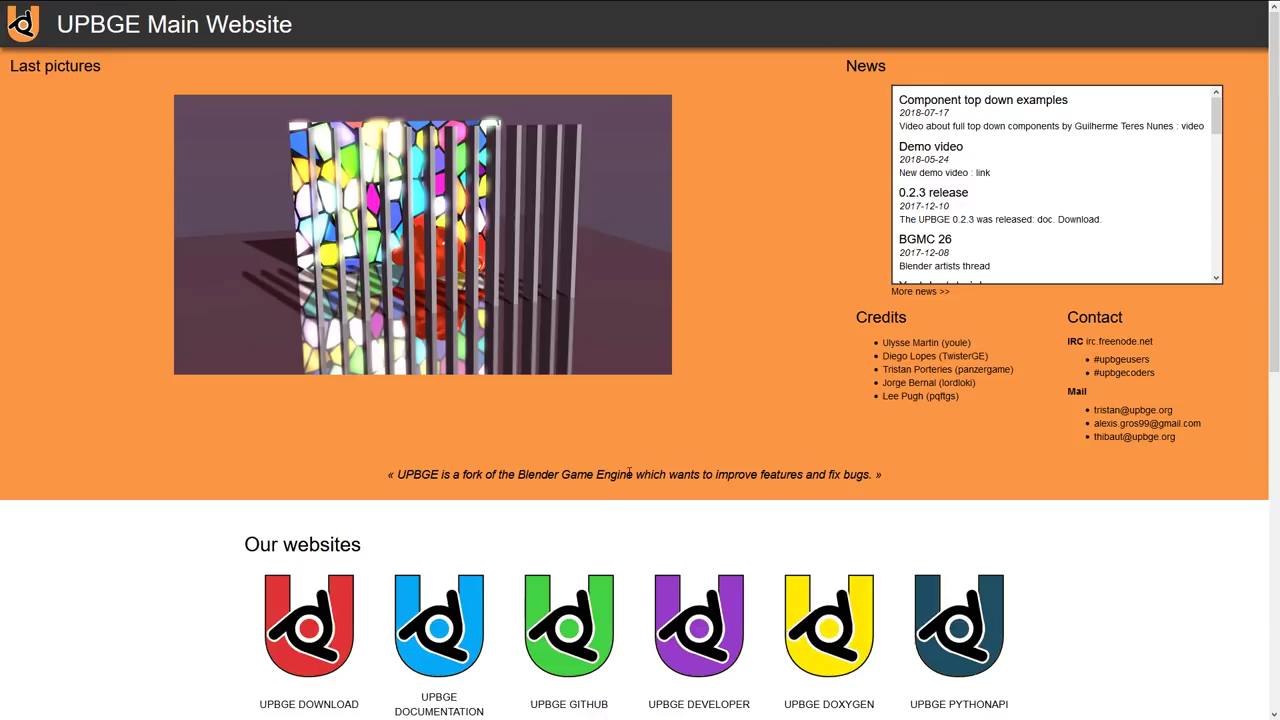 UPBGE Main Website
Last pictures
News
Component top down examples
2018-07-17
Video about full top down components by Guilherme Teres Nunes : video
Demo video
2018-05-24
New demo video : link
0.2.3 release
2017-12-10
The UPBGE 0.2.3 was released: doc. Download.
BGMC 26
2017-12-08
Blender artists thread
More news >>
Credits
Ulysse Martin (youle)
Diego Lopes (TwisterGE)
Tristan Porteries (panzergame)
Jorge Bernal (lordloki)
Lee Pugh (pqftgs)
Contact
IRC irc.freenode.net
#upbgeusers
#upbgecoders
Mail
tristan@upbge.org
alexis.gros99@gmail.com
thibaut@upbge.org
« UPBGE is a fork of the Blender Game Engine which wants to improve features and fix bugs. »
Our websites
UPBGE DOWNLOAD
UPBGE
DOCUMENTATION
UPBGE GITHUB
UPBGE DEVELOPER
UPBGE DOXYGEN
UPBGE PYTHONAPI